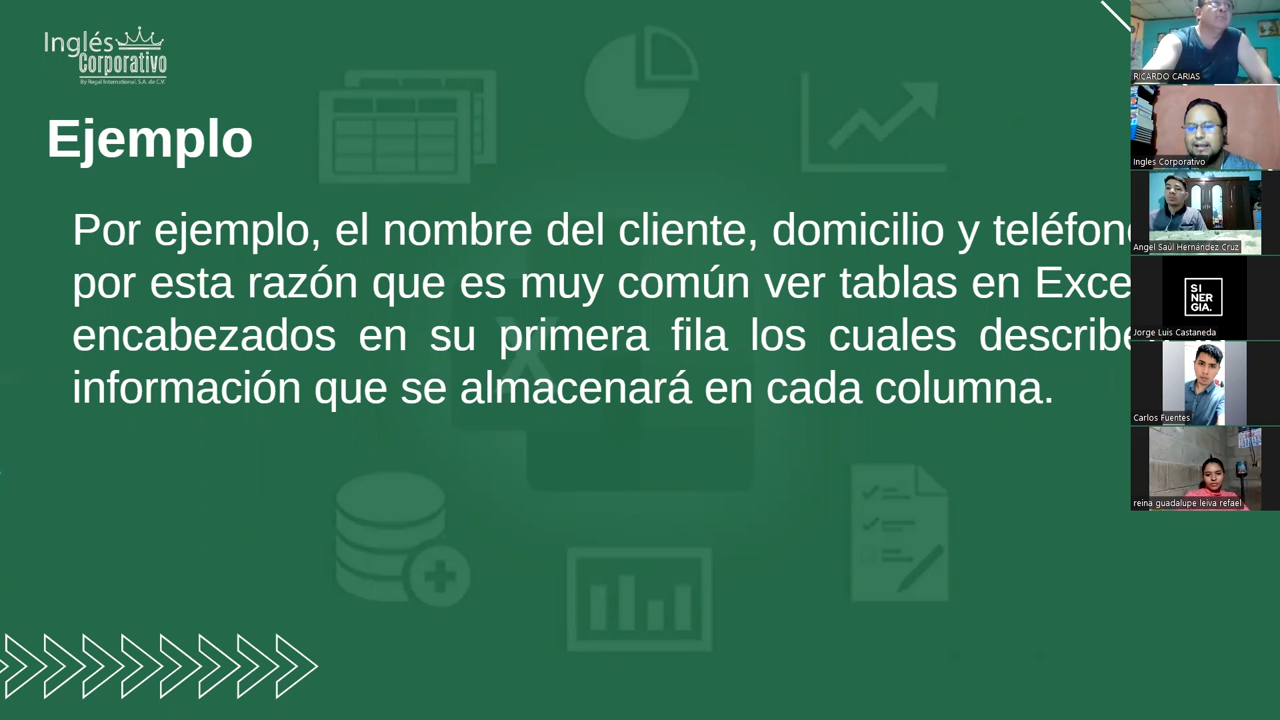 Inglés
Corporativo
By Regal International, S.A. de C.V.
Ejemplo
Por ejemplo, el nombre del cliente, domicilio y teléfono
por esta razón que es muy común ver tablas en Exce
encabezados en su primera fila los cuales describe
información que se almacenará en cada columna.
RICARDO CARIAS
Ingles Corporativo
Angel Saúl Hernández Cruz
SI
NER
GIA.
Jorge Luis Castaneda
Carlos Fuentes
reina guadalupe leiva refael